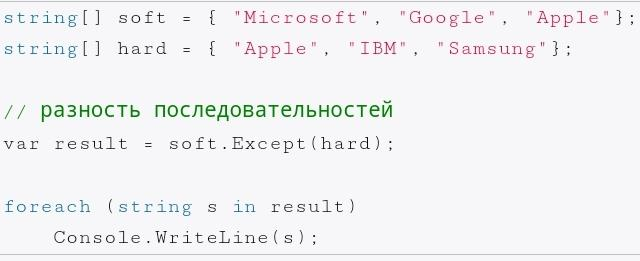 string[] soft = { "Microsoft", "Google", "Apple"};
string[] hard = { "Apple", "IBM", "Samsung"};
// разность последовательностей
var result = soft.Except(hard);
foreach (string s in result)
Console.WriteLine(s);